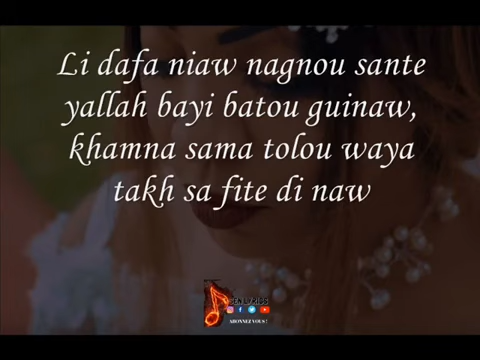 Li dafa niaw nagnou sante
yallah bayi batou guinaw,
khamna sama tolou waya
takh sa fite di naw
ABONNEZ VOUS !